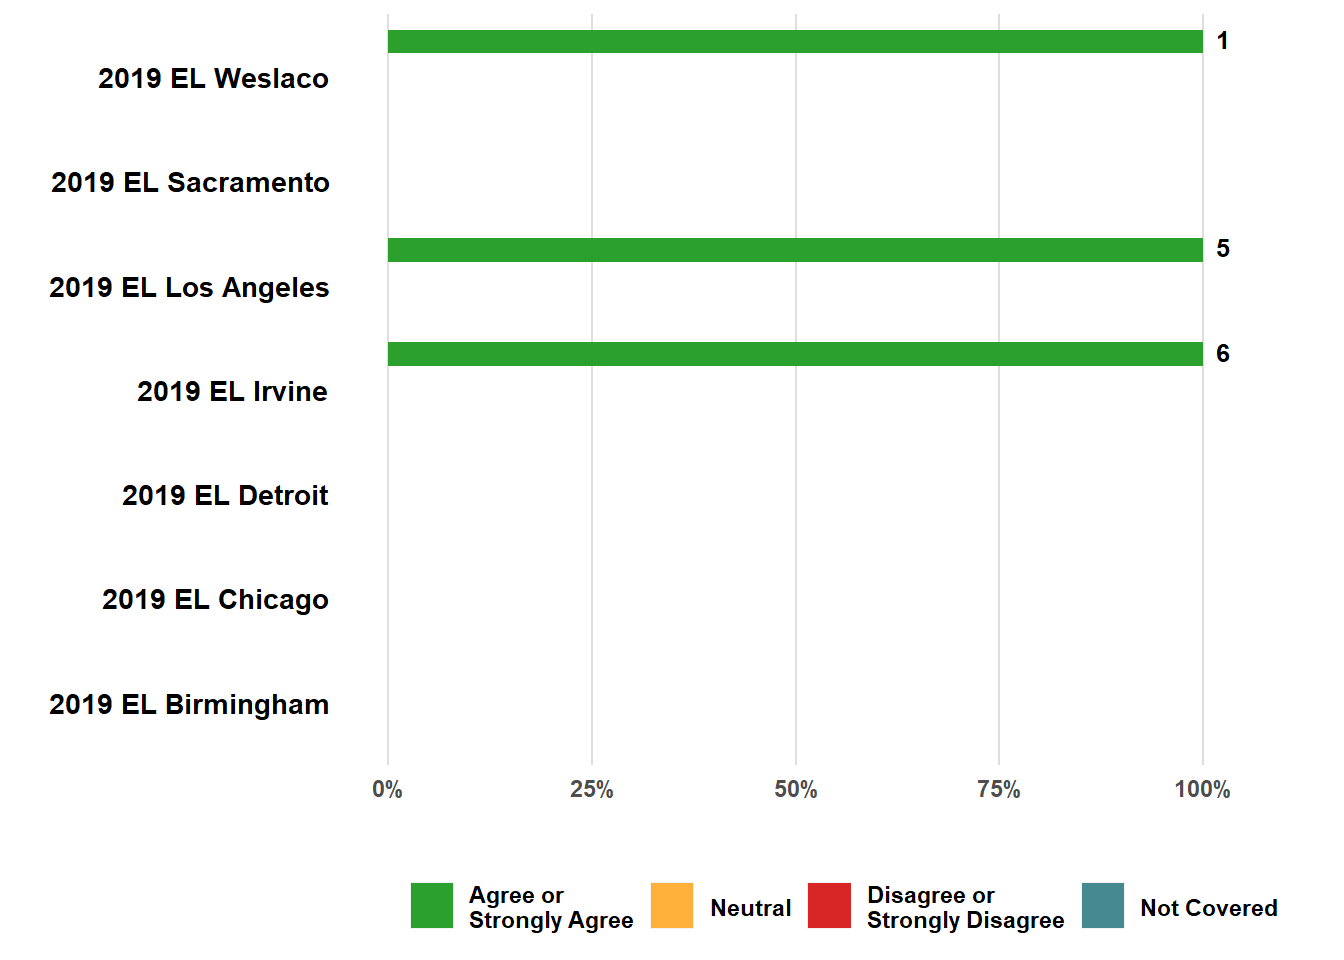 1
2019 EL Weslaco
2019 EL Sacramento
5
2019 EL Los Angeles
6
2019 EL Irvine
2019 EL Detroit
2019 EL Chicago
2019 EL Birmingham
0% 25% 50% 75% 100%
Agree or
Strongly Agree
Neutral
Disagree or
Strongly Disagree
Not Covered